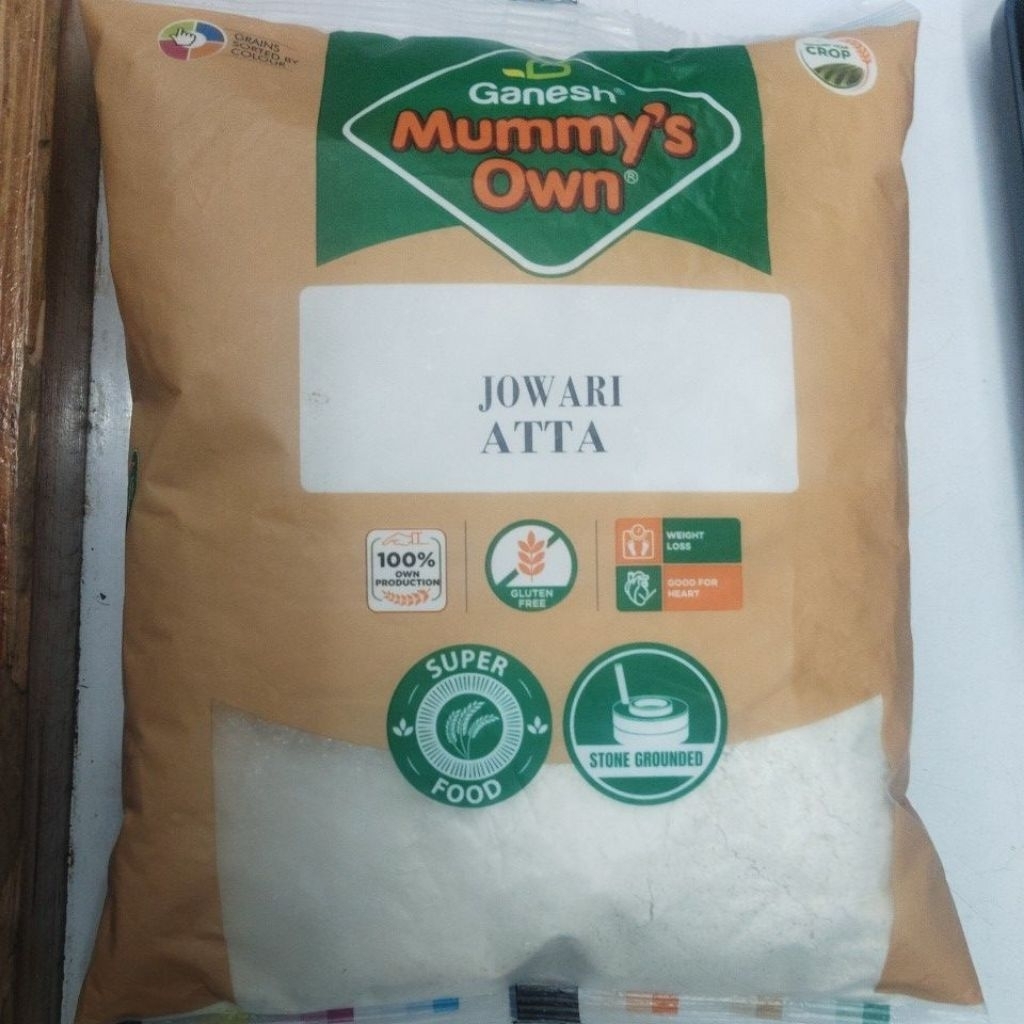 GRAINS
SORTED BY
COLOUR
CROP
Ganesh®
Mummy's
Own®
JOWARI
ATTA
100%
OWN
PRODUCTION
GLUTEN
FREE
WEIGHT
LOSS
GOOD FOR
HEART
SUPER
FOOD
STONE GROUNDED